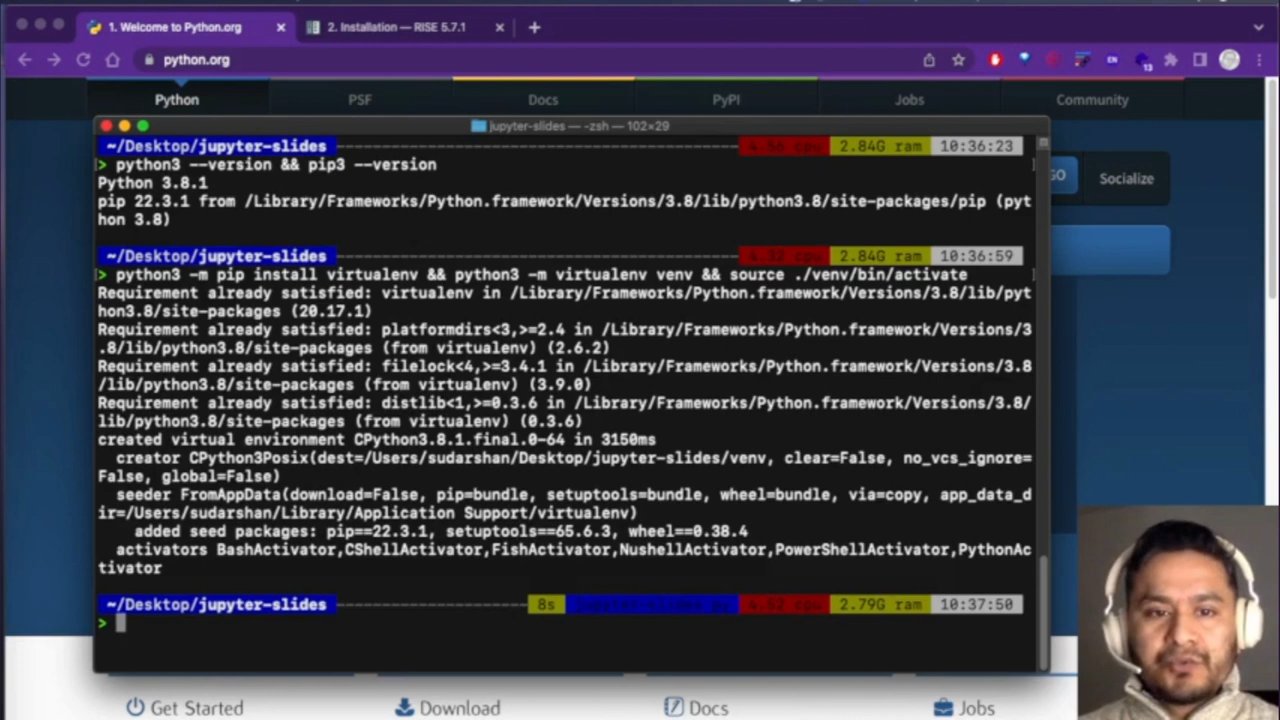 1. Welcome to Python.org
2. Installation — RISE 5.7.1
python.org
EN
13
Python
PSF
Docs
PyPI
Jobs
Community
jupyter-slides — -zsh — 102×29
~/Desktop/jupyter-slides 4.56 cpu 2.84G ram 10:36:23
> python3 --version && pip3 --version
Python 3.8.1
pip 22.3.1 from /Library/Frameworks/Python.framework/Versions/3.8/lib/python3.8/site-packages/pip (pyt
hon 3.8)
GO
Socialize
~/Desktop/jupyter-slides 4.32 cpu 2.84G ram 10:36:59
> python3 -m pip install virtualenv && python3 -m virtualenv venv && source ./venv/bin/activate
Requirement already satisfied: virtualenv in /Library/Frameworks/Python.framework/Versions/3.8/lib/pyt
hon3.8/site-packages (20.17.1)
Requirement already satisfied: platformdirs<3,>=2.4 in /Library/Frameworks/Python.framework/Versions/3
.8/lib/python3.8/site-packages (from virtualenv) (2.6.2)
Requirement already satisfied: filelock<4,>=3.4.1 in /Library/Frameworks/Python.framework/Versions/3.8
/lib/python3.8/site-packages (from virtualenv) (3.9.0)
Requirement already satisfied: distlib<1,>=0.3.6 in /Library/Frameworks/Python.framework/Versions/3.8/
lib/python3.8/site-packages (from virtualenv) (0.3.6)
created virtual environment CPython3.8.1.final.0-64 in 3150ms
creator CPython3Posix(dest=/Users/sudarshan/Desktop/jupyter-slides/venv, clear=False, no_vcs_ignore=
False, global=False)
seeder FromAppData(download=False, pip=bundle, setuptools=bundle, wheel=bundle, via=copy, app_data_d
ir=/Users/sudarshan/Library/Application Support/virtualenv)
added seed packages: pip==22.3.1, setuptools==65.6.3, wheel==0.38.4
activators BashActivator,CShellActivator,FishActivator,NushellActivator,PowerShellActivator,PythonAc
tivator
~/Desktop/jupyter-slides 8s 4.52 cpu 2.79G ram 10:37:50
>
Get Started
Download
Docs
Jobs